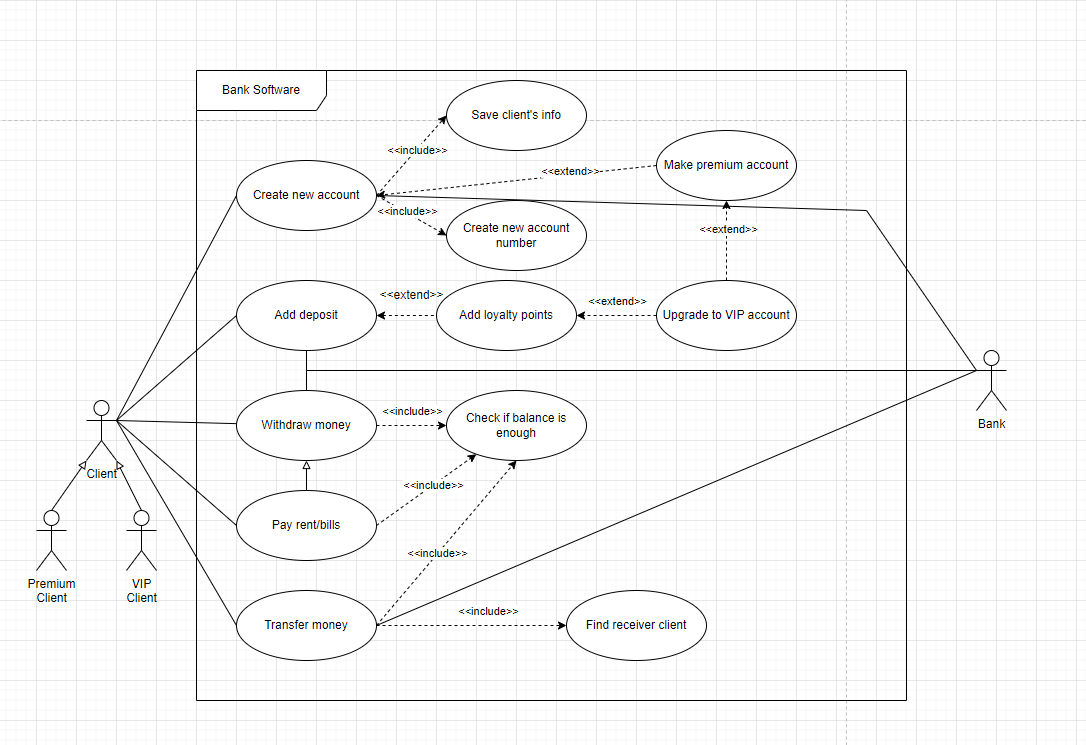 Bank Software
Save client's info
<<include>>
Make premium account
<<extend>>
Create new account
<<include>>
Create new account
number
<<extend>>
<<extend>>
<<extend>>
Add deposit
Add loyalty points
Upgrade to VIP account
<<include>>
Check if balance is
enough
Withdraw money
Bank
Client
<<include>>
Pay rent/bills
<<include>>
Premium
Client
VIP
Client
<<include>>
Transfer money
Find receiver client